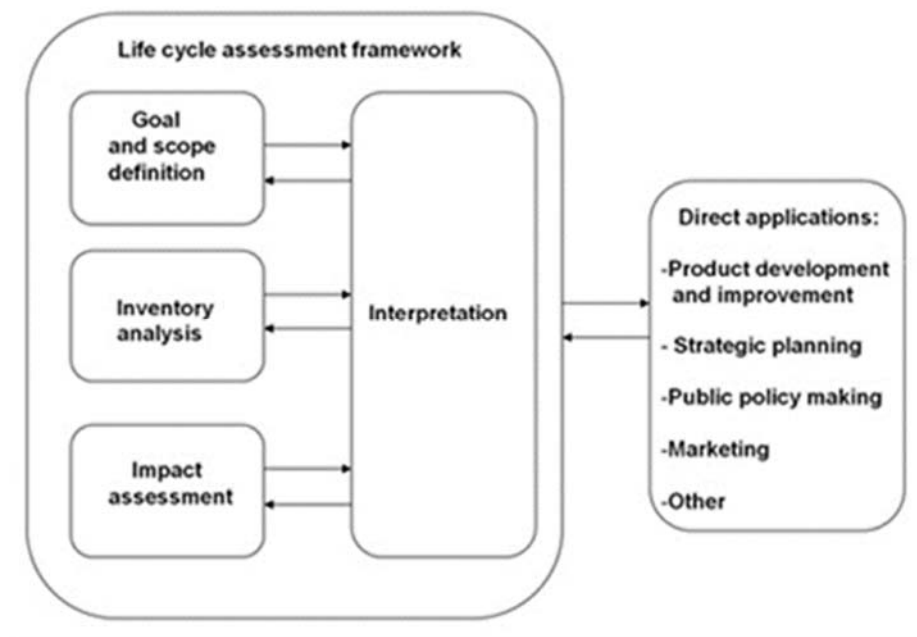 Life cycle assessment framework
Goal
and scope
definition
Inventory
analysis
Impact
assessment
Interpretation
Direct applications:
-Product development
and improvement
- Strategic planning
-Public policy making
-Marketing
-Other